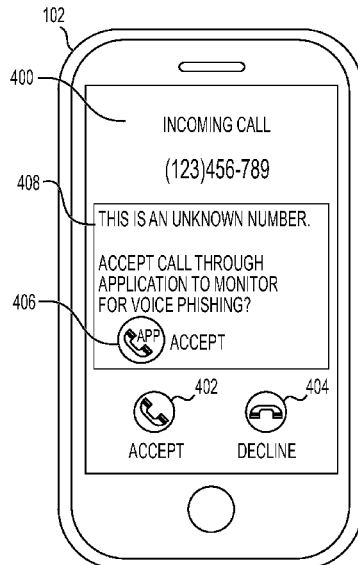 102
400
INCOMING CALL
(123)456-789
408
THIS IS AN UNKNOWN NUMBER.
ACCEPT CALL THROUGH
APPLICATION TO MONITOR
FOR VOICE PHISHING?
406
APP
ACCEPT
402
404
ACCEPT
DECLINE